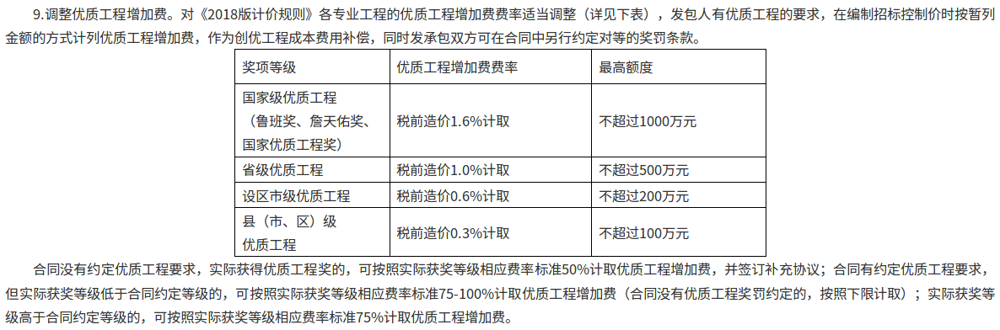 9.调整优质工程增加费。对《2018版计价规则》各专业工程的优质工程增加费费率适当调整（详见下表），发包人有优质工程的要求，在编制招标控制价时按暂列
金额的方式计列优质工程增加费，作为创优工程成本费用补偿，同时发承包双方可在合同中另行约定对等的奖罚条款。
奖项等级 优质工程增加费费率 最高额度
国家级优质工程
（鲁班奖、詹天佑奖、
国家优质工程奖） 税前造价1.6%计取 不超过1000万元
省级优质工程 税前造价1.0%计取 不超过500万元
设区市级优质工程 税前造价0.6%计取 不超过200万元
县（市、区）级
优质工程 税前造价0.3%计取 不超过100万元
合同没有约定优质工程要求，实际获得优质工程奖的，可按照实际获奖等级相应费率标准50%计取优质工程增加费，并签订补充协议；合同有约定优质工程要求，
但实际获奖等级低于合同约定等级的，可按照实际获奖等级相应费率标准75-100%计取优质工程增加费（合同没有优质工程奖罚约定的，按照下限计取）；实际获奖等
级高于合同约定等级的，可按照实际获奖等级相应费率标准75%计取优质工程增加费。